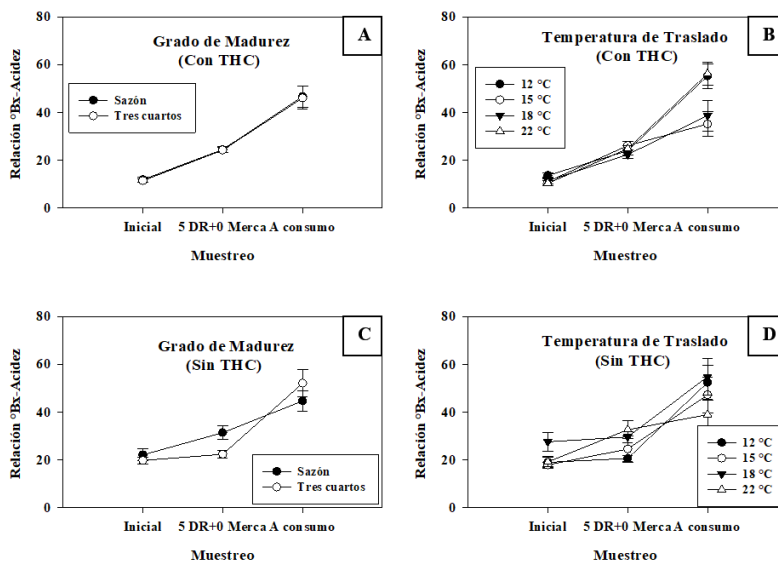 A
Grado de Madurez
(Con THC)
Sazón
Tres cuartos
Relación °Bx-Acidez
80
60
40
20
0
Inicial 5 DR+0 Merca A consumo
Muestreo
B
Temperatura de Traslado
(Con THC)
12 °C
15 °C
18 °C
22 °C
Relación °Bx-Acidez
80
60
40
20
0
Inicial 5 DR+0 Merca A consumo
Muestreo
C
Grado de Madurez
(Sin THC)
Sazón
Tres cuartos
Relación °Bx-Acidez
80
60
40
20
0
Inicial 5 DR+0 Merca A consumo
Muestreo
D
Temperatura de Traslado
(Sin THC)
12 °C
15 °C
18 °C
22 °C
Relación °Bx-Acidez
80
60
40
20
0
Inicial 5 DR+0 Merca A consumo
Muestreo